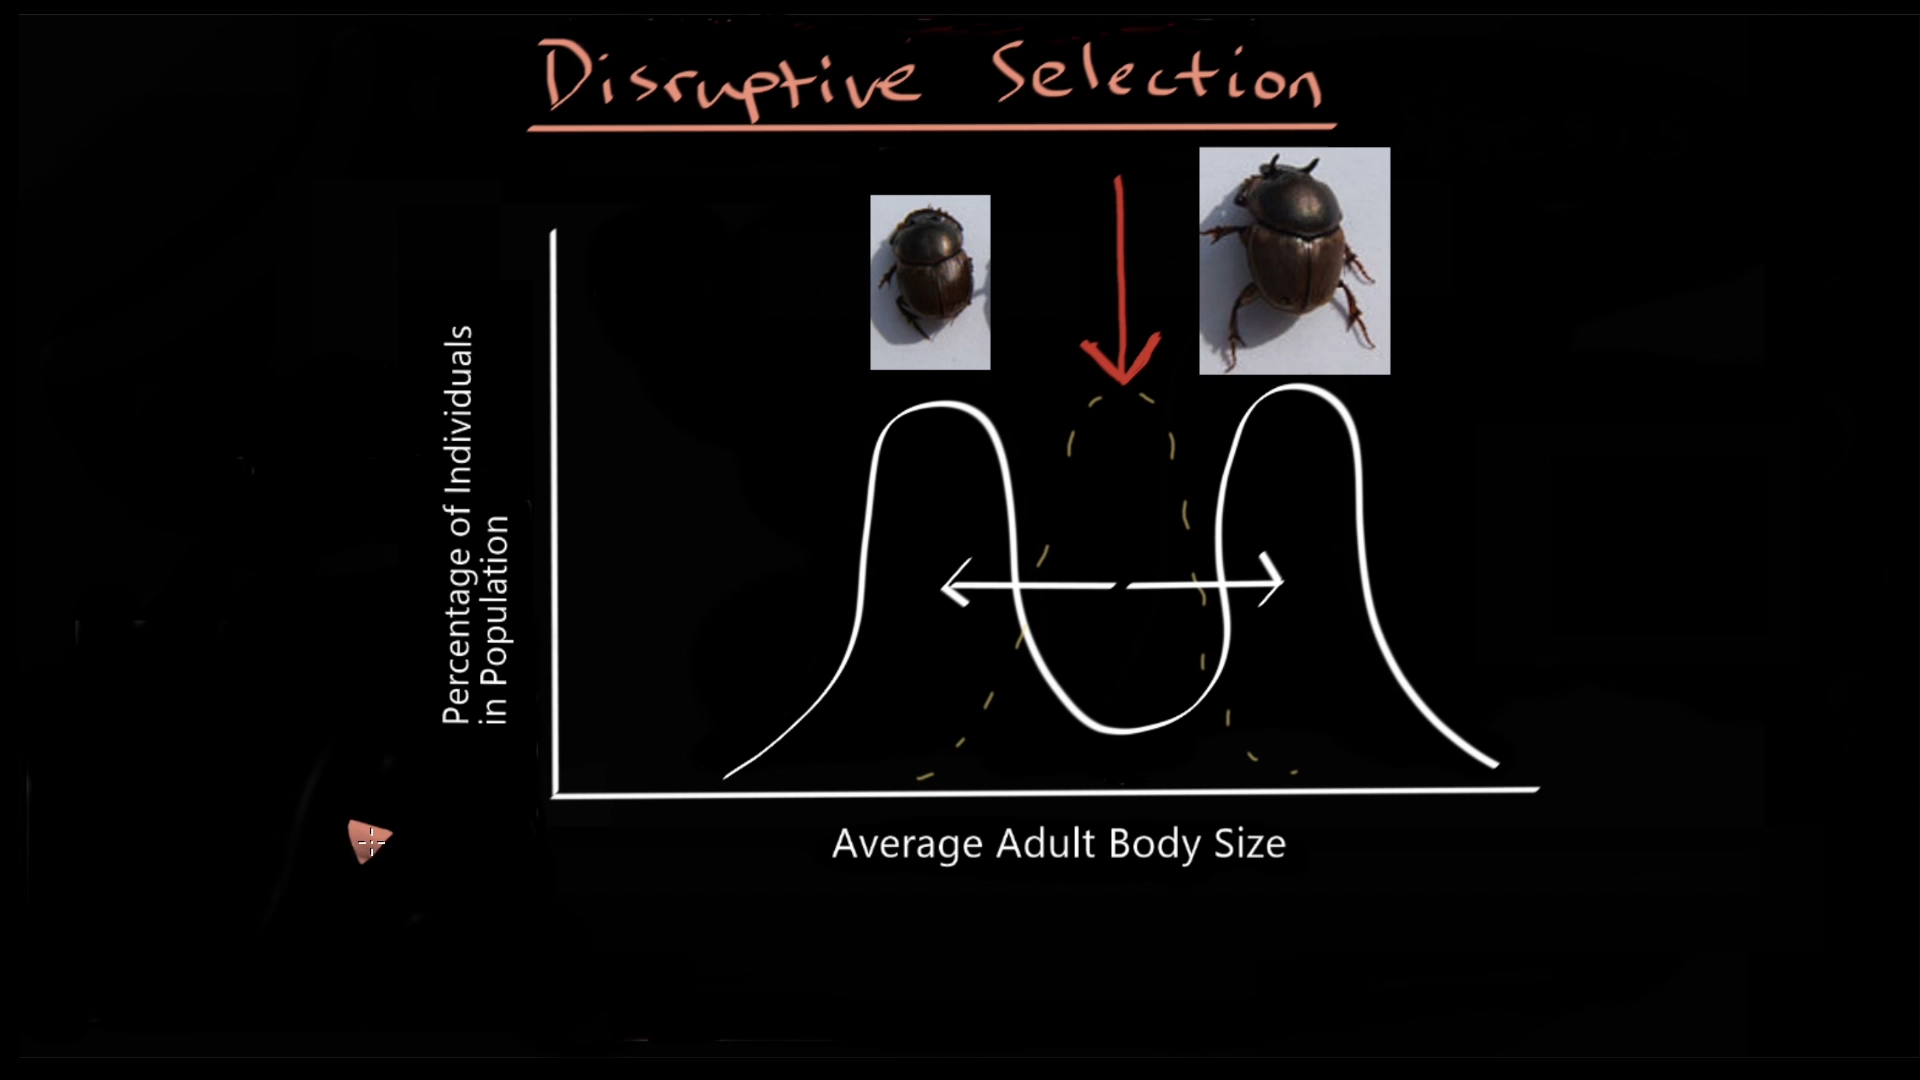 Disruptive Selection
Percentage of Individuals
in Population
Average Adult Body Size